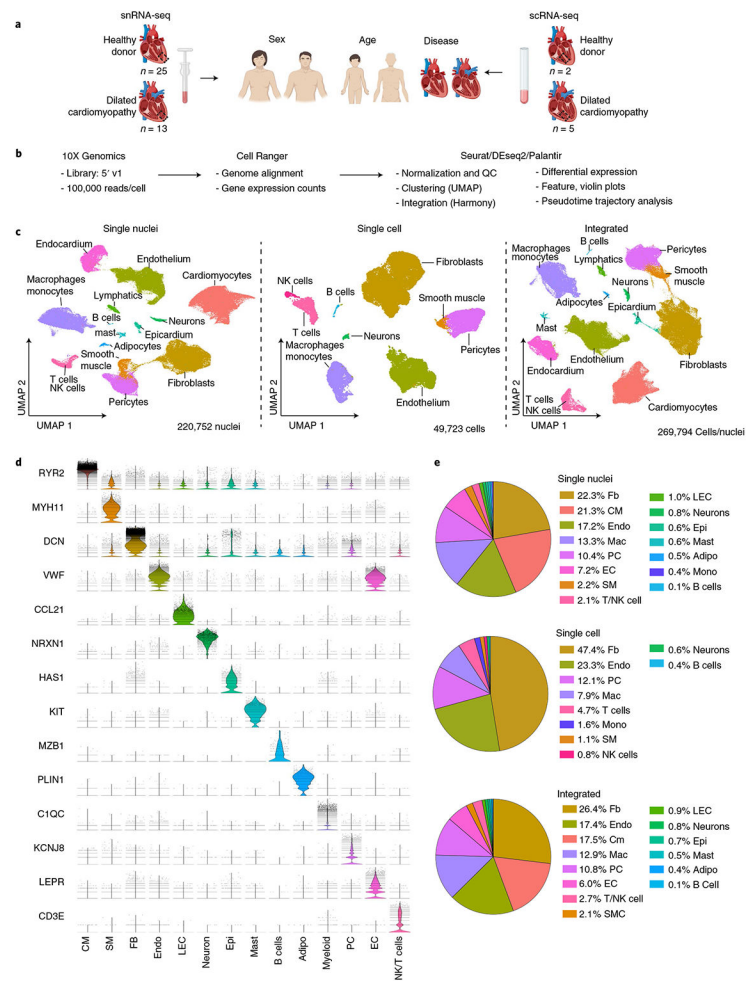 a
snRNA-seq
Healthy
donor
n = 25
Dilated
cardiomyopathy
n = 13
Sex
Age
Disease
scRNA-seq
Healthy
donor
n = 2
Dilated
cardiomyopathy
n = 5
b
10X Genomics
- Library: 5′ v1
- 100,000 reads/cell
Cell Ranger
- Genome alignment
- Gene expression counts
Seurat/DEseq2/Palantir
- Normalization and QC
- Clustering (UMAP)
- Integration (Harmony)
- Differential expression
- Feature, violin plots
- Pseudotime trajectory analysis
c
Single nuclei
Endocardium
Endothelium
Macrophages
monocytes
Cardiomyocytes
Lymphatics
B cells
Neurons
mast
Epicardium
Adipocytes
Smooth
muscle
T cells
NK cells
Fibroblasts
Pericytes
UMAP 2
UMAP 1
220,752 nuclei
Single cell
Fibroblasts
NK cells
B cells
Smooth muscle
T cells
Neurons
Macrophages
monocytes
Pericytes
Endothelium
UMAP 2
UMAP 1
49,723 cells
Integrated
B cells
Macrophages
monocytes
Lymphatics
Pericytes
Smooth
muscle
Neurons
Adipocytes
Epicardium
Mast
Endothelium
Fibroblasts
Endocardium
T cells
NK cells
Cardiomyocytes
UMAP 2
UMAP 1
269,794 Cells/nuclei
d
RYR2
MYH11
DCN
VWF
CCL21
NRXN1
HAS1
KIT
MZB1
PLIN1
C1QC
KCNJ8
LEPR
CD3E
CM
SM
FB
Endo
LEC
Neuron
Epi
Mast
B cells
Adipo
Myeloid
PC
EC
NK/T cells
e
Single nuclei
22.3% Fb
21.3% CM
17.2% Endo
13.3% Mac
10.4% PC
7.2% EC
2.2% SM
2.1% T/NK cell
1.0% LEC
0.8% Neurons
0.6% Epi
0.6% Mast
0.5% Adipo
0.4% Mono
0.1% B cells
Single cell
47.4% Fb
23.3% Endo
12.1% PC
7.9% Mac
4.7% T cells
1.6% Mono
1.1% SM
0.8% NK cells
0.6% Neurons
0.4% B cells
Integrated
26.4% Fb
17.4% Endo
17.5% Cm
12.9% Mac
10.8% PC
6.0% EC
2.7% T/NK cell
2.1% SMC
0.9% LEC
0.8% Neurons
0.7% Epi
0.5% Mast
0.4% Adipo
0.1% B Cell